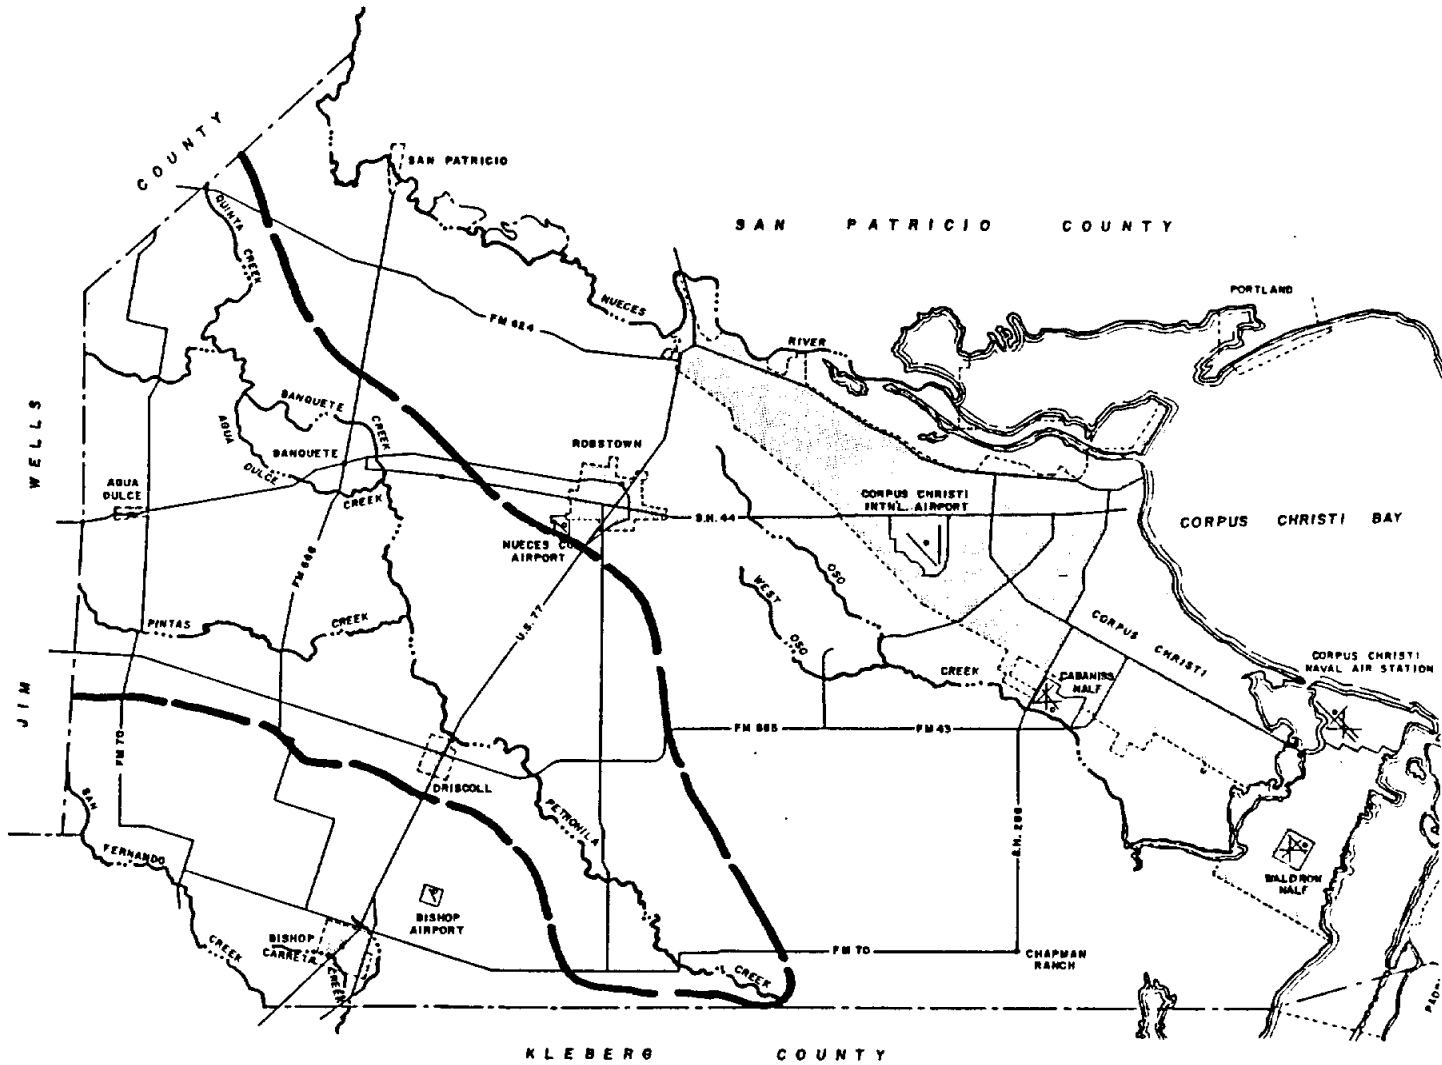 COUNTY
SAN PATRICIO
QUINTA
CREEK
SAN PATRICIO COUNTY
PORTLAND
NUECES
RIVER
FM 624
WELLS
BANQUETE
CREEK
AGUA
DULCE
CREEK
BANQUETE
ROBSTOWN
AGUA
DULCE
CORPUS CHRISTI
INTN'L. AIRPORT
S.H. 44
CORPUS CHRISTI BAY
NUECES CO
AIRPORT
FM 666
OSO
WEST
OSO
CREEK
U.S. 77
PINTAS
CREEK
CORPUS CHRISTI
CORPUS CHRISTI
NAVAL AIR STATION
CABANISS
NALF
JIM
FM 70
FM 665
FM 43
DRISCOLL
SAN
FERNANDO
CREEK
PETRONILA
CREEK
S.H. 286
WALDRON
NALF
BISHOP
AIRPORT
BISHOP
CARRETA
CREEK
FM 70
CHAPMAN
RANCH
KLEBERG COUNTY